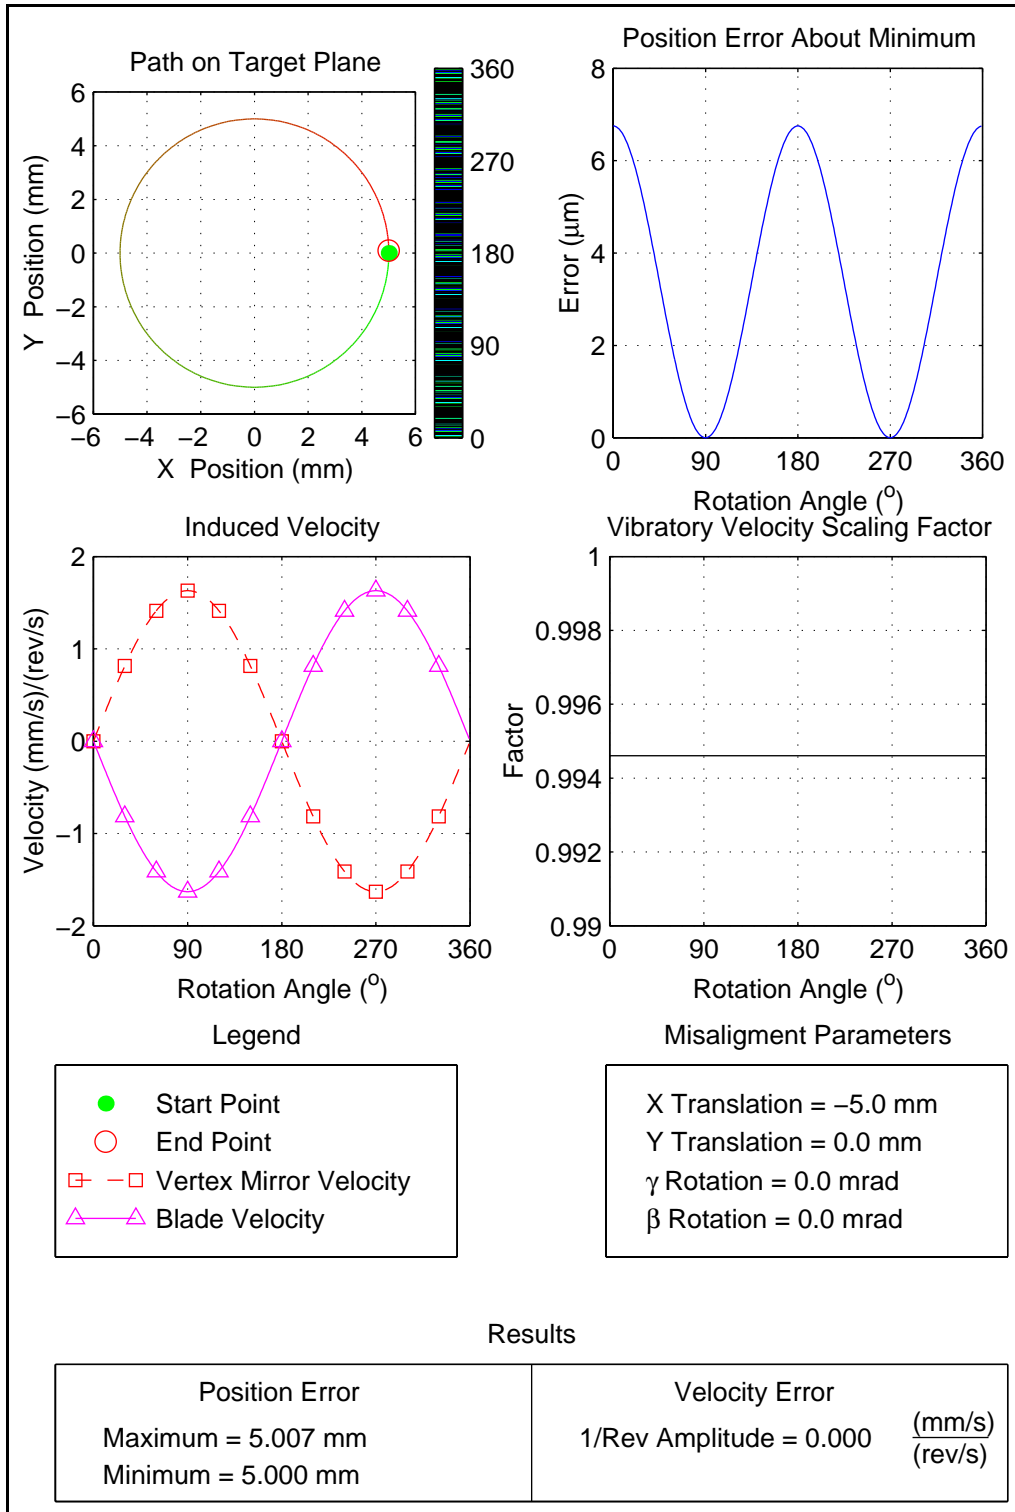 Path on Target Plane
6
4
2
0
−2
−4
−6
−6 −4 −2 0 2 4 6
X Position (mm)
Y Position (mm)
360
270
180
90
0
Position Error About Minimum
8
6
4
2
0
0 90 180 270 360
Rotation Angle (o)
Error (μm)
Induced Velocity
2
1
0
−1
−2
0 90 180 270 360
Rotation Angle (o)
Velocity (mm/s)/(rev/s)
Vibratory Velocity Scaling Factor
1
0.998
0.996
0.994
0.992
0.99
0 90 180 270 360
Rotation Angle (o)
Factor
Legend
Start Point
End Point
Vertex Mirror Velocity
Blade Velocity
Misaligment Parameters
X Translation = −5.0 mm
Y Translation = 0.0 mm
γ Rotation = 0.0 mrad
β Rotation = 0.0 mrad
Results
Position Error
Maximum = 5.007 mm
Minimum = 5.000 mm
Velocity Error
1/Rev Amplitude = 0.000 (mm/s)
(rev/s)